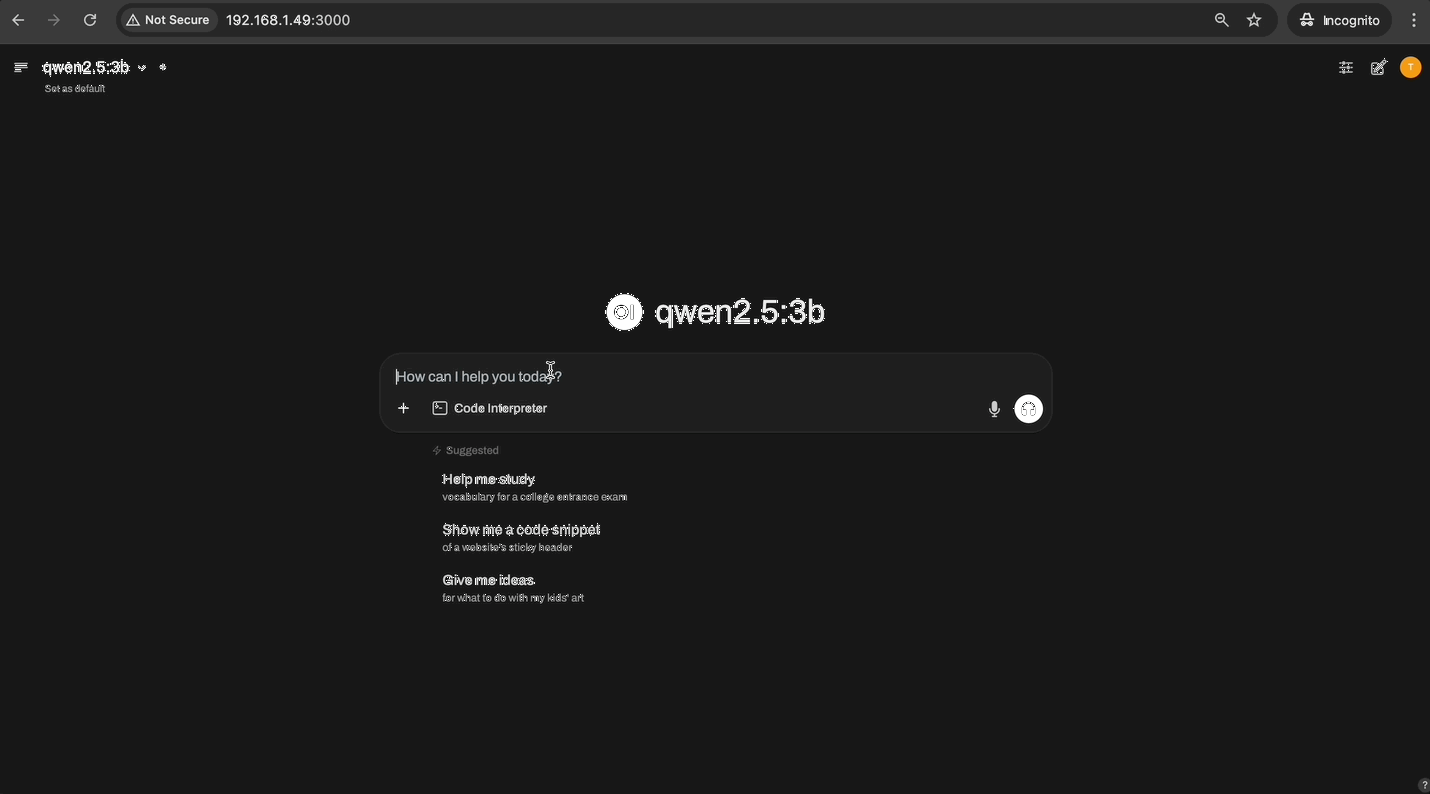 Not Secure 192.168.1.49:3000 Incognito
qwen2.5:3b
T
Set as default
OI qwen2.5:3b
How can I help you today?
Code Interpreter
Suggested
Help me study
vocabulary for a college entrance exam
Show me a code snippet
of a website's sticky header
Give me ideas
for what to do with my kids' art
?